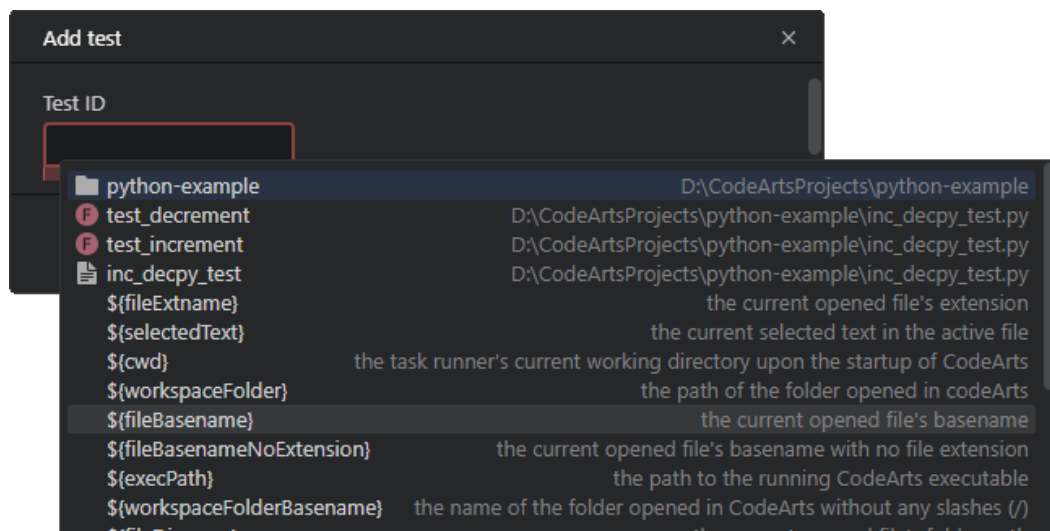 Add test
Test ID
python-example D:\CodeArtsProjects\python-example
F test_decrement D:\CodeArtsProjects\python-example\inc_decpy_test.py
F test_increment D:\CodeArtsProjects\python-example\inc_decpy_test.py
inc_decpy_test D:\CodeArtsProjects\python-example\inc_decpy_test.py
${fileExtname} the current opened file's extension
${selectedText} the current selected text in the active file
${cwd} the task runner's current working directory upon the startup of CodeArts
${workspaceFolder} the path of the folder opened in codeArts
${fileBasename} the current opened file's basename
${fileBasenameNoExtension} the current opened file's basename with no file extension
${execPath} the path to the running CodeArts executable
${workspaceFolderBasename} the name of the folder opened in CodeArts without any slashes (/)